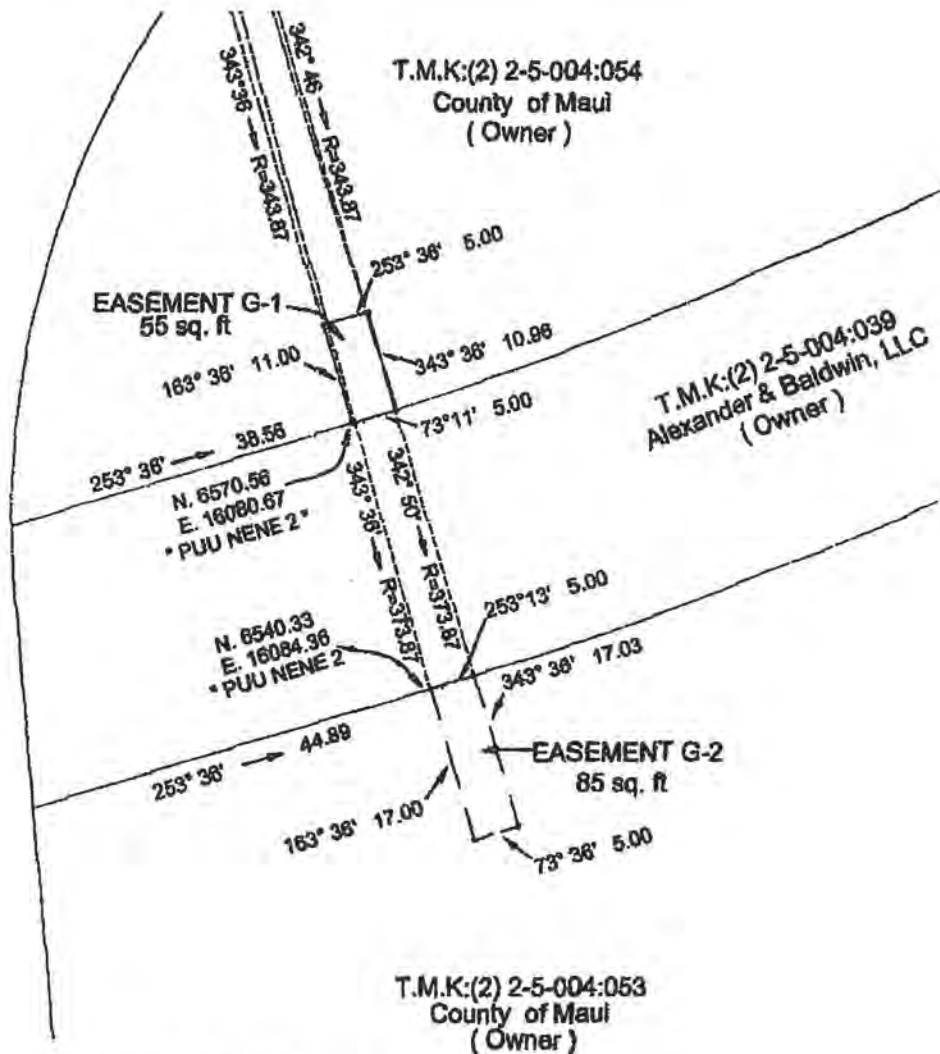 343°36 → R=343.87
342° 46 → R=343.87
T.M.K:(2) 2-5-004:054
County of Maui
( Owner )
253° 36' 5.00
EASEMENT G-1
55 sq. ft
163° 36' 11.00
343° 36' 10.96
T.M.K:(2) 2-5-004:039
Alexander & Baldwin, LLC
( Owner )
73°11' 5.00
253° 36' → 38.56
N. 6570.56
E. 16080.67
" PUU NENE 2 "
343° 36' → R=373.87
342° 50' → R=373.87
253°13' 5.00
N. 6540.33
E. 16084.36
" PUU NENE 2
343° 36' 17.03
253° 36' → 44.89
EASEMENT G-2
85 sq. ft
163° 36' 17.00
73° 36' 5.00
T.M.K:(2) 2-5-004:053
County of Maui
( Owner )